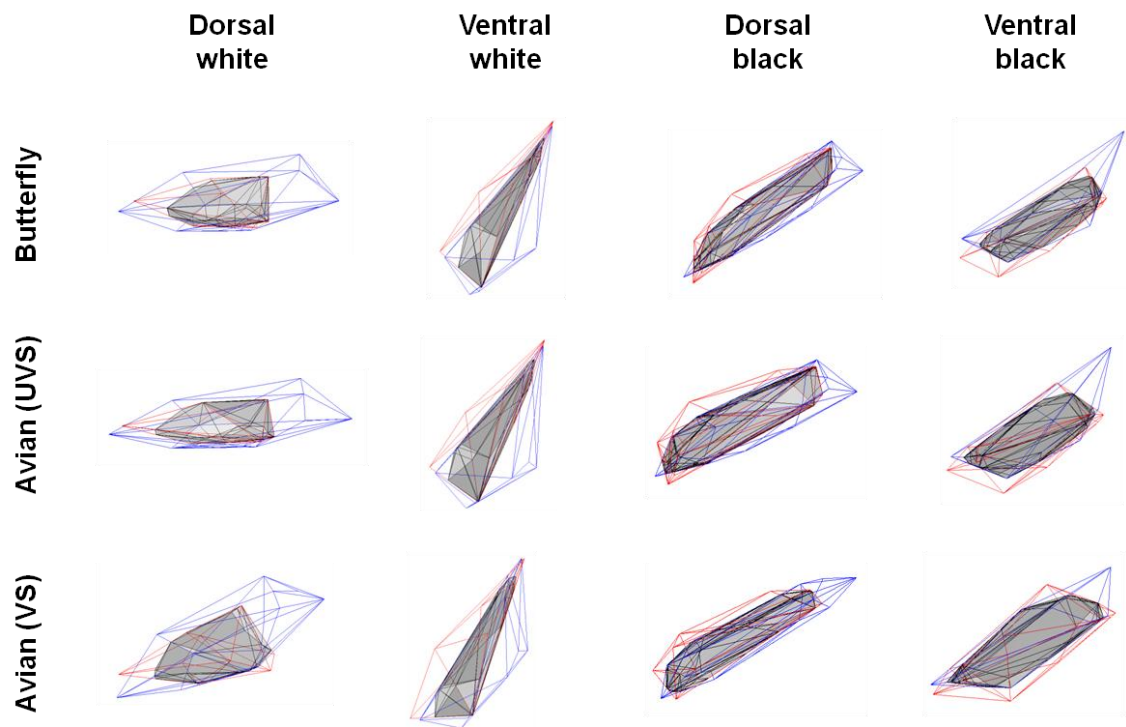 Dorsal
white
Ventral
white
Dorsal
black
Ventral
black
Butterfly
Avian (UVS)
Avian (VS)